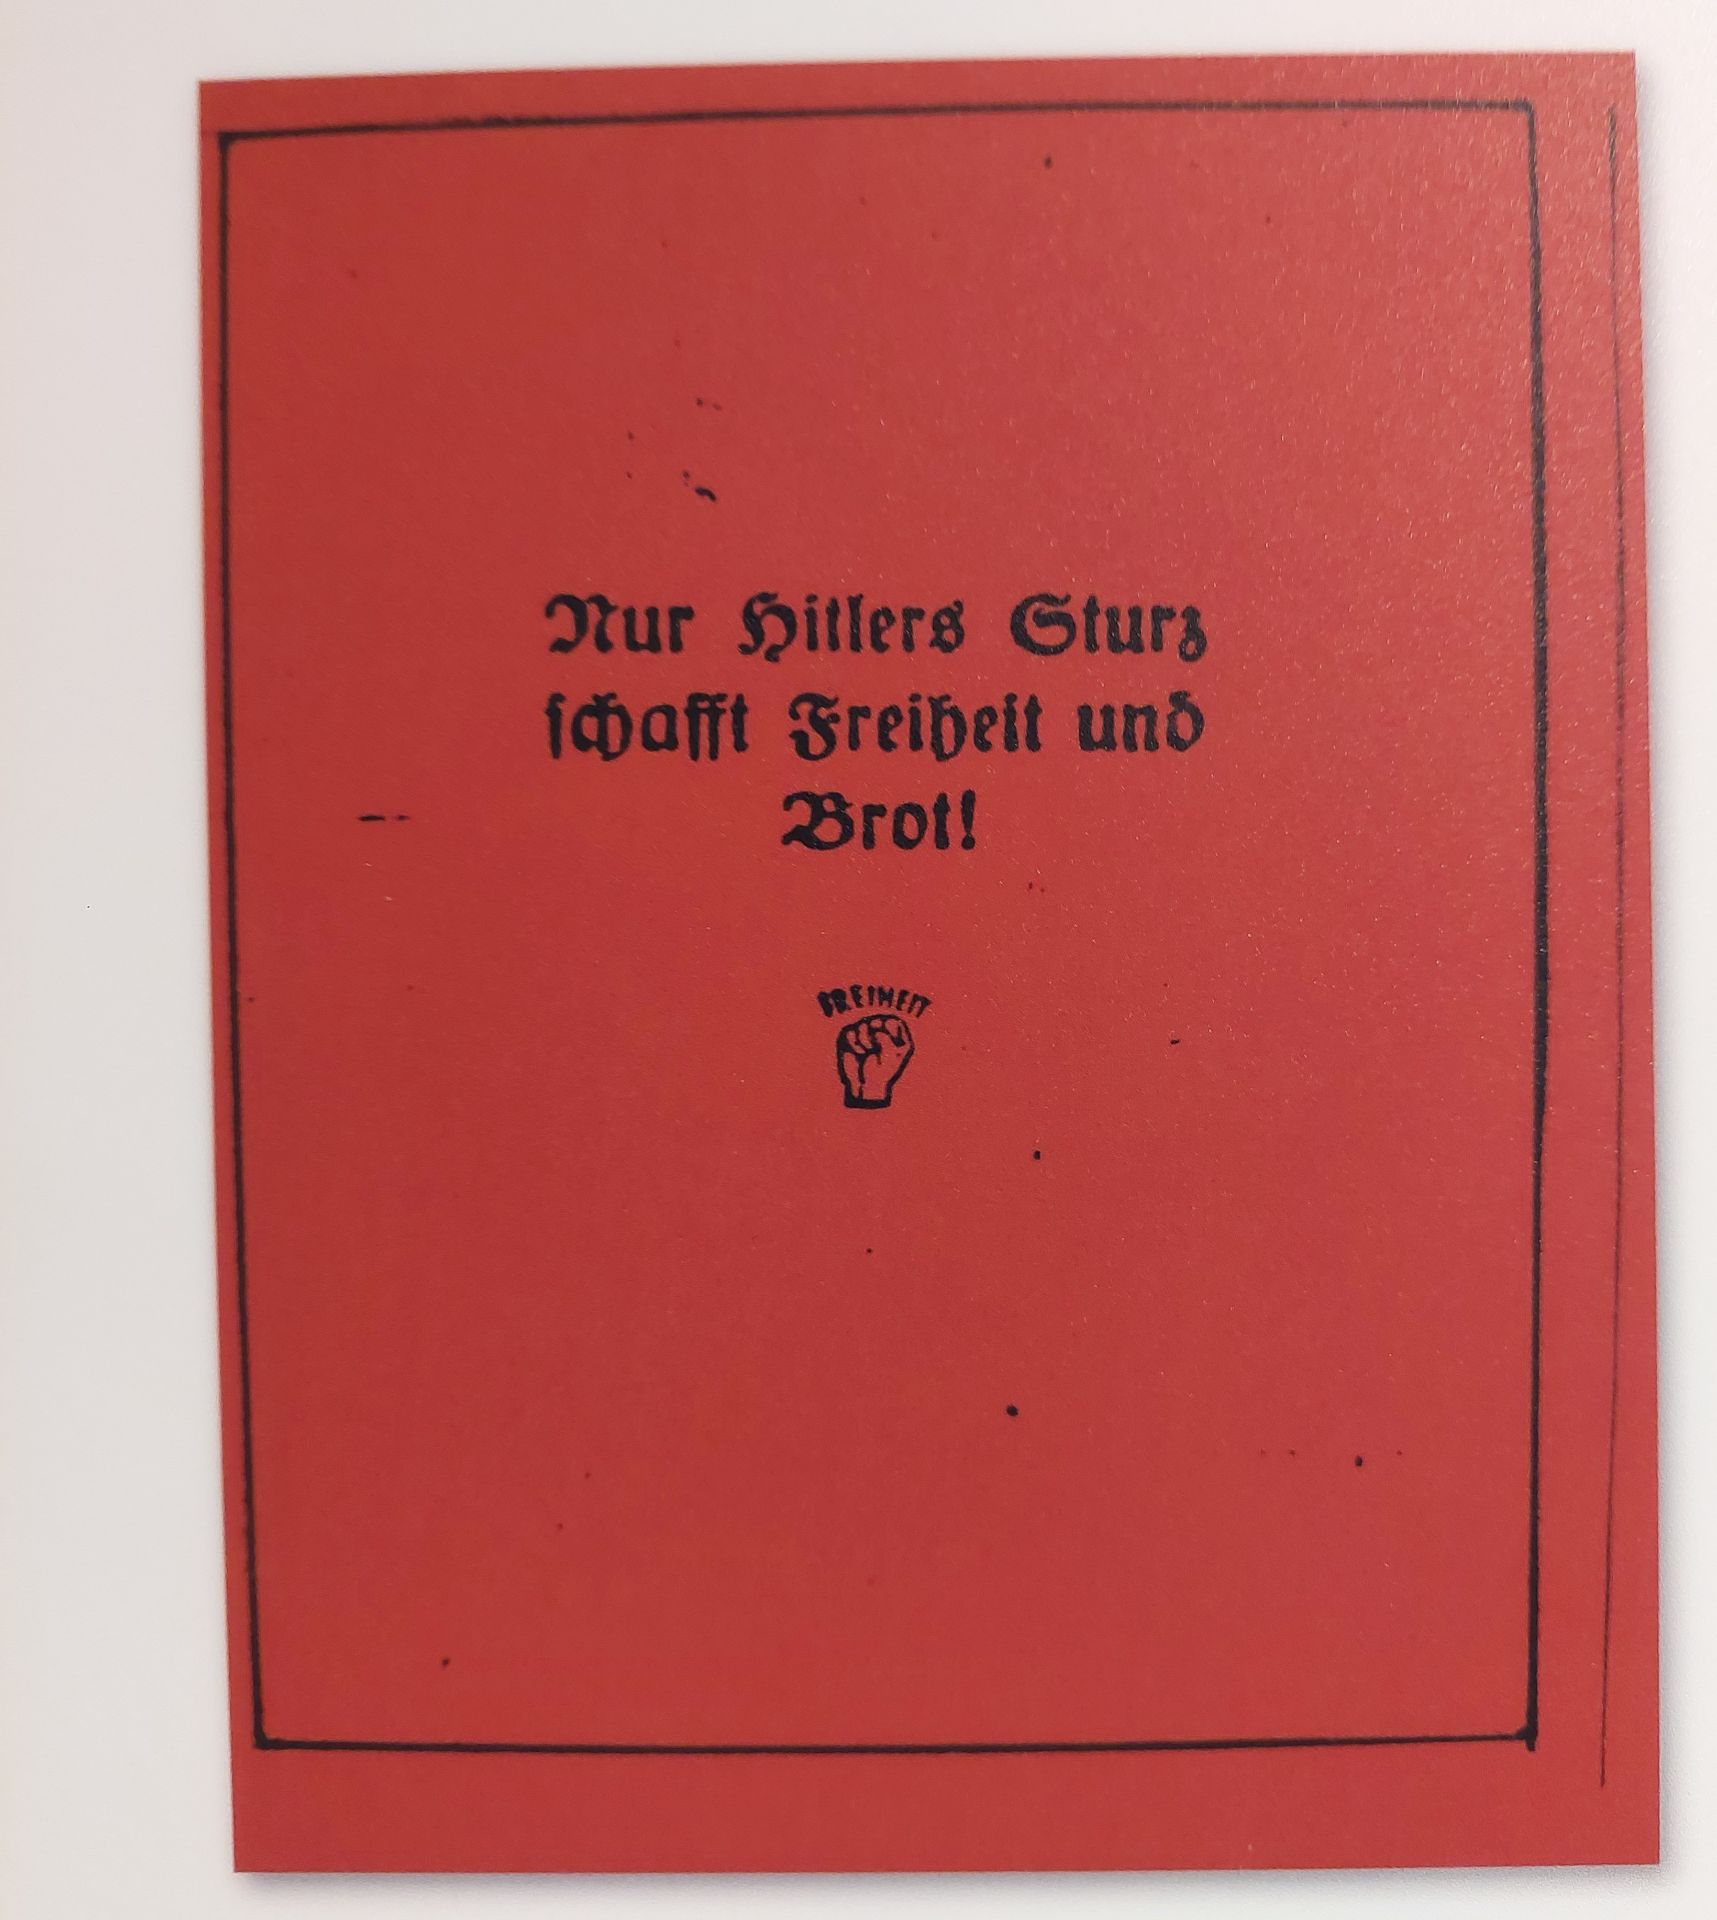 Nur Hitlers Sturz
schafft Freiheit und
Brot!
FREIHEIT